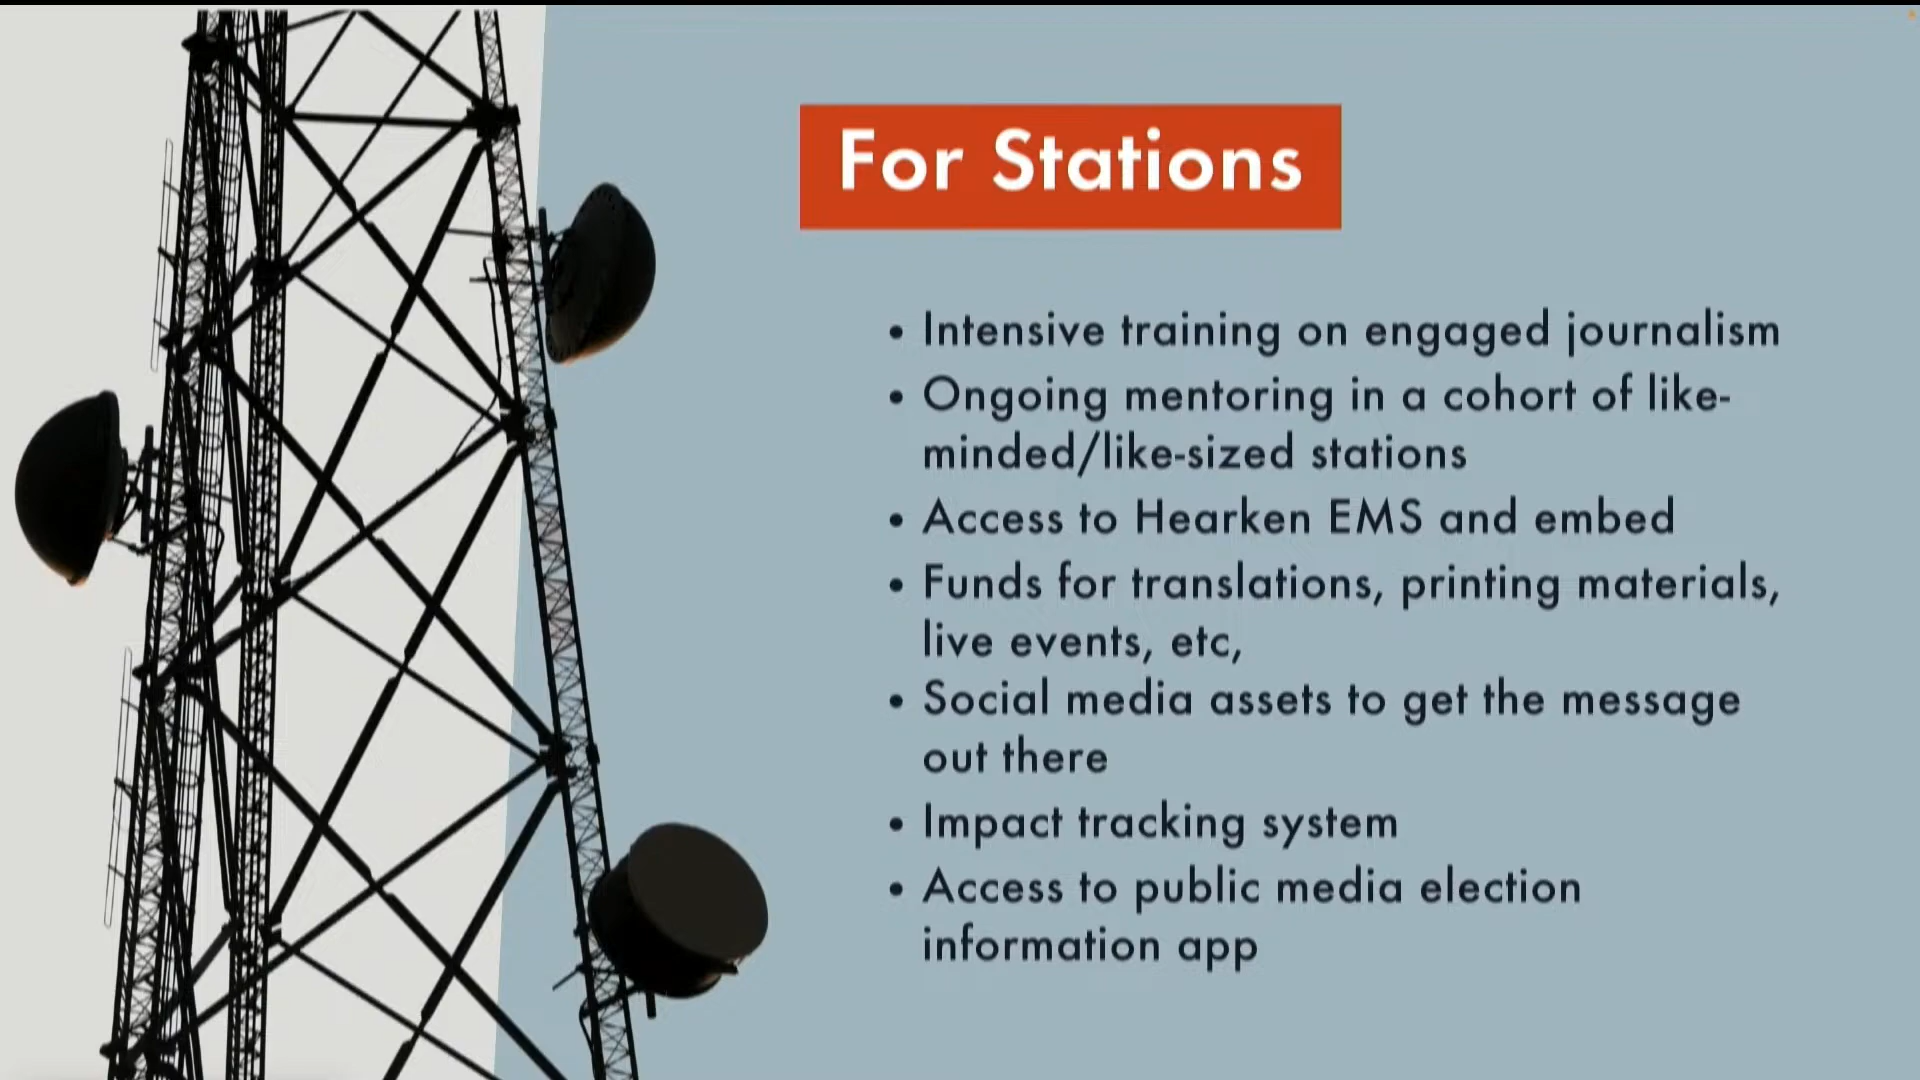 For Stations
• Intensive training on engaged journalism
• Ongoing mentoring in a cohort of like-
minded/like-sized stations
• Access to Hearken EMS and embed
• Funds for translations, printing materials,
live events, etc,
• Social media assets to get the message
out there
• Impact tracking system
• Access to public media election
information app